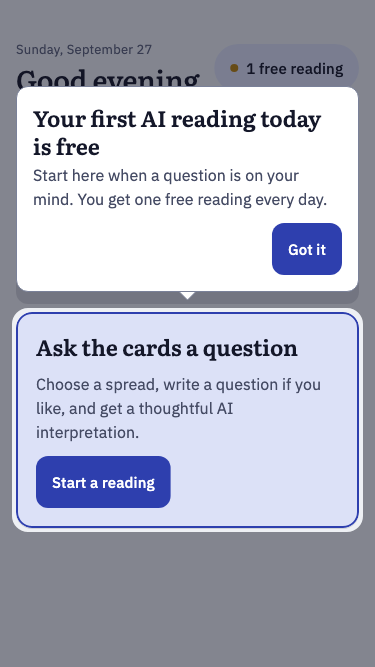 Sunday, September 27
Good evening
1 free reading
Your first AI reading today
is free
Start here when a question is on your
mind. You get one free reading every day.
Got it
Ask the cards a question
Choose a spread, write a question if you
like, and get a thoughtful AI
interpretation.
Start a reading